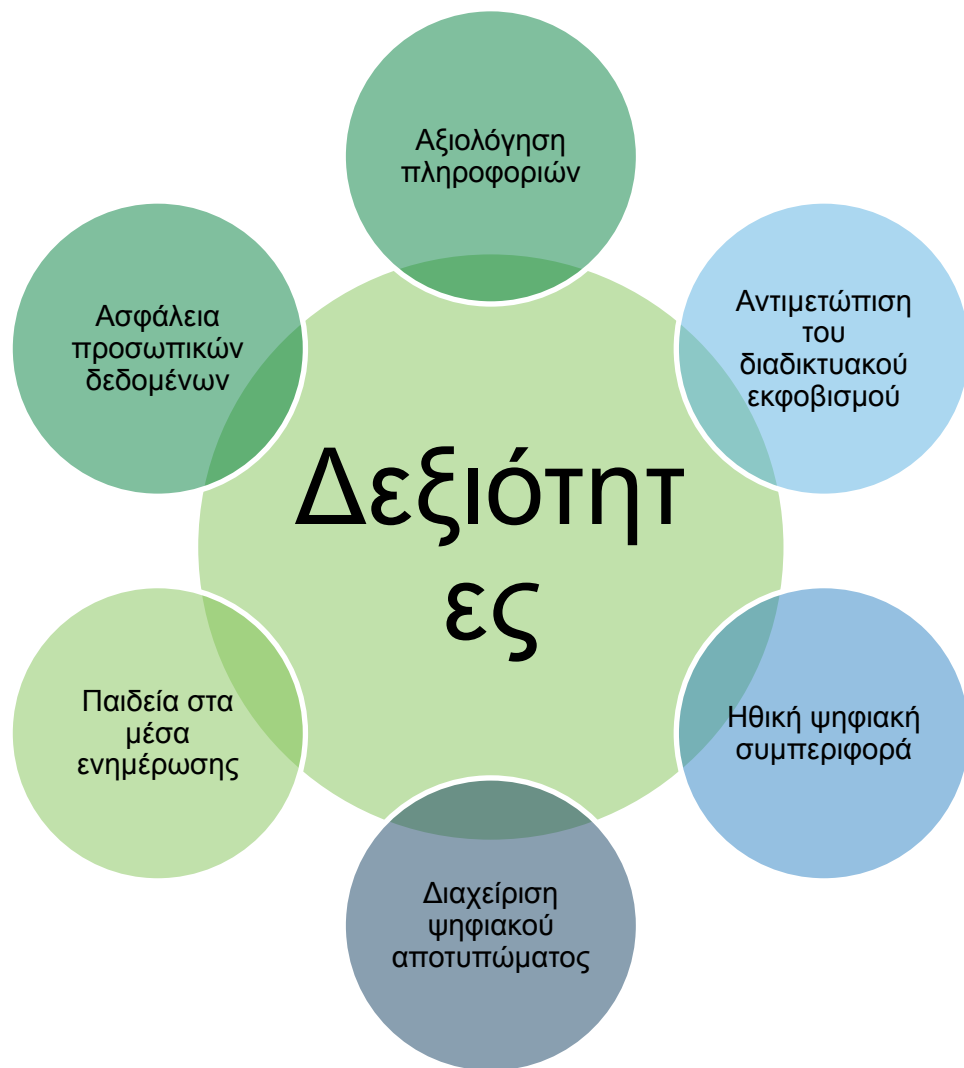 Αξιολόγηση
πληροφοριών
Αντιμετώπιση
του
διαδικτυακού
εκφοβισμού
Ηθική ψηφιακή
συμπεριφορά
Διαχείριση
ψηφιακού
αποτυπώματος
Παιδεία στα
μέσα
ενημέρωσης
Ασφάλεια
προσωπικών
δεδομένων
Δεξιότητ
ες